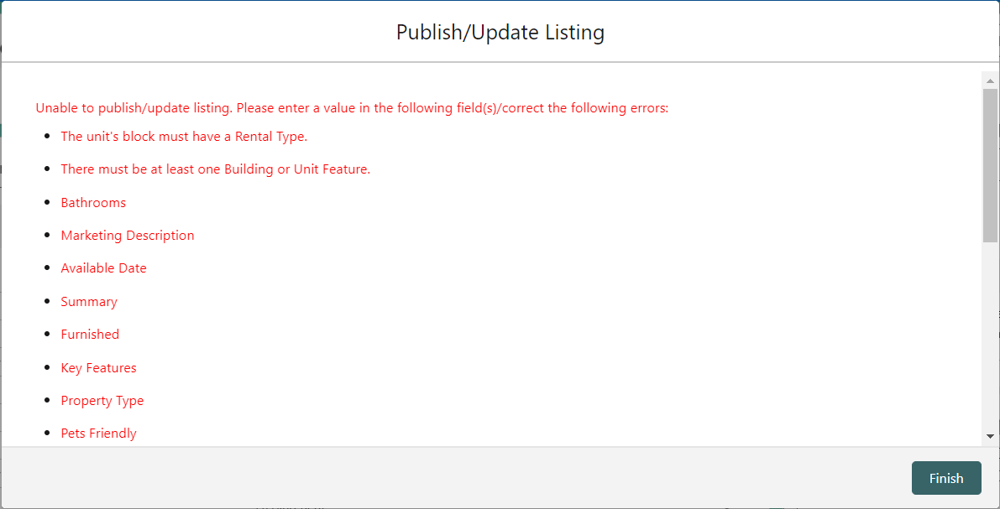 Publish/Update Listing
Unable to publish/update listing. Please enter a value in the following field(s)/correct the following errors:
The unit's block must have a Rental Type.
There must be at least one Building or Unit Feature.
Bathrooms
Marketing Description
Available Date
Summary
Furnished
Key Features
Property Type
Pets Friendly
Finish